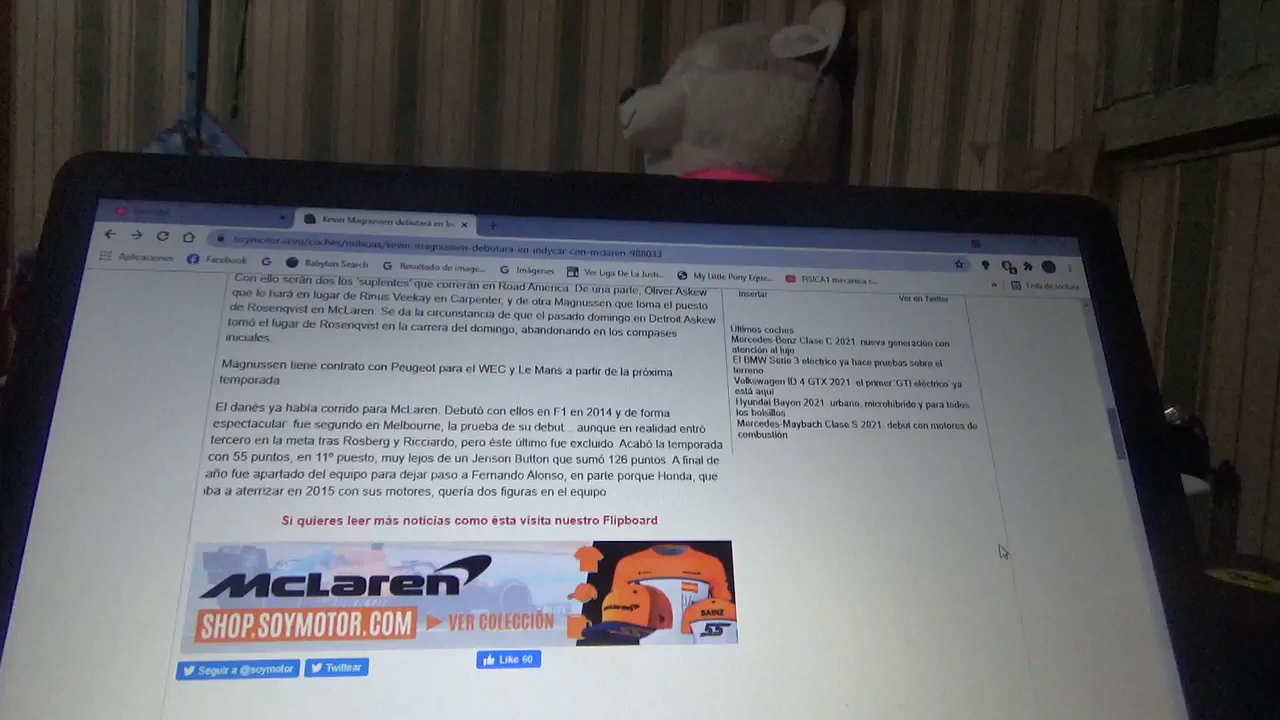 Kevin Magnussen debutará en In
soymotor.com/coches/noticias/kevin-magnussen-debutara-en-indycar-con-mclaren-988033
Aplicaciones
Facebook
Babylon Search
Resultado de image...
Imágenes
Ver Liga De La Justi...
My Little Pony Eque...
FISICA1 mecánica c...
Lista de lectura
Con ello serán dos los 'suplentes' que correrán en Road America. De una parte, Oliver Askew
que lo hará en lugar de Rinus Veekay en Carpenter, y de otra Magnussen que toma el puesto
de Rosenqvist en McLaren. Se da la circunstancia de que el pasado domingo en Detroit Askew
tomó el lugar de Rosenqvist en la carrera del domingo, abandonando en los compases
iniciales.
Magnussen tiene contrato con Peugeot para el WEC y Le Mans a partir de la próxima
temporada.
El danés ya había corrido para McLaren. Debutó con ellos en F1 en 2014 y de forma
espectacular: fue segundo en Melbourne, la prueba de su debut... aunque en realidad entró
tercero en la meta tras Rosberg y Ricciardo, pero éste último fue excluido. Acabó la temporada
con 55 puntos, en 11º puesto, muy lejos de un Jenson Button que sumó 126 puntos. A final de
año fue apartado del equipo para dejar paso a Fernando Alonso, en parte porque Honda, que
iba a aterrizar en 2015 con sus motores, quería dos figuras en el equipo
Si quieres leer más noticias como ésta visita nuestro Flipboard
McLaren
SHOP.SOYMOTOR.COM
VER COLECCIÓN
McLaren
SAINZ
55
Seguir a @soymotor
Twittear
Like 60
Insertar
Ver en Twitter
Últimos coches
Mercedes-Benz Clase C 2021: nueva generación con
atención al lujo
El BMW Serie 3 eléctrico ya hace pruebas sobre el
terreno
Volkswagen ID.4 GTX 2021: el primer 'GTI eléctrico' ya
está aquí
Hyundai Bayon 2021: urbano, microhíbrido y para todos
los bolsillos
Mercedes-Maybach Clase S 2021: debut con motores de
combustión